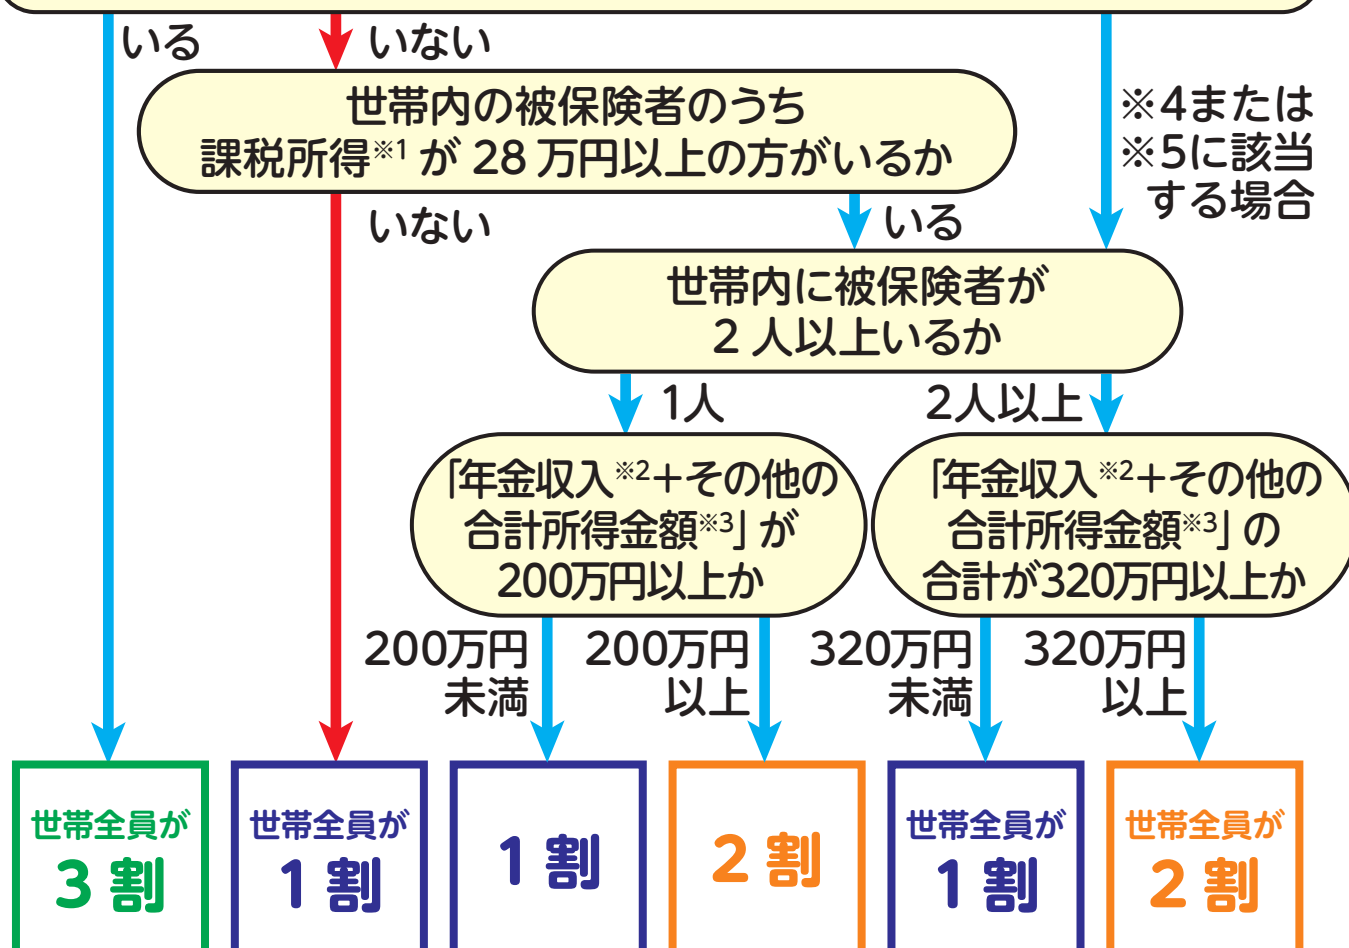 いる
いない
世帯内の被保険者のうち
課税所得※1 が 28 万円以上の方がいるか
※4または
※5に該当
する場合
いない
いる
世帯内に被保険者が
2 人以上いるか
1人
2人以上
「年金収入※2+その他の
合計所得金額※3」が
200万円以上か
「年金収入※2+その他の
合計所得金額※3」の
合計が320万円以上か
200万円
未満
200万円
以上
320万円
未満
320万円
以上
世帯全員が
3 割
世帯全員が
1 割
1 割
2 割
世帯全員が
1 割
世帯全員が
2 割